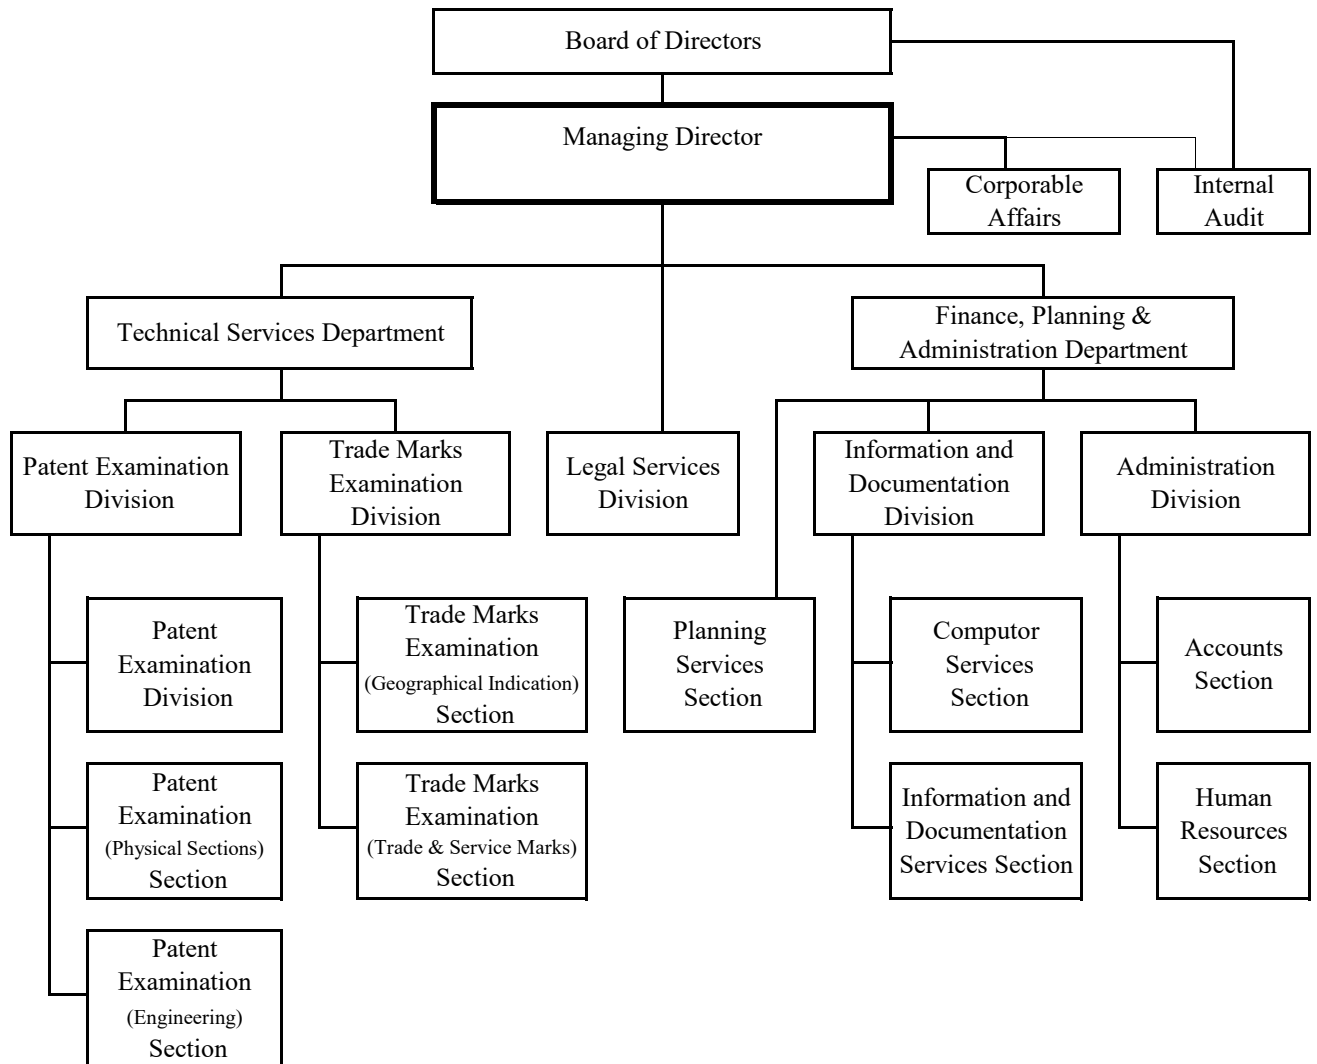 Board of Directors
Managing Director
Corporable
Affairs
Internal
Audit
Technical Services Department
Finance, Planning &
Administration Department
Patent Examination
Division
Trade Marks
Examination
Division
Legal Services
Division
Information and
Documentation
Division
Administration
Division
Patent
Examination
Division
Trade Marks
Examination
(Geographical Indication)
Section
Planning
Services
Section
Computor
Services
Section
Accounts
Section
Patent
Examination
(Physical Sections)
Section
Trade Marks
Examination
(Trade & Service Marks)
Section
Information and
Documentation
Services Section
Human
Resources
Section
Patent
Examination
(Engineering)
Section